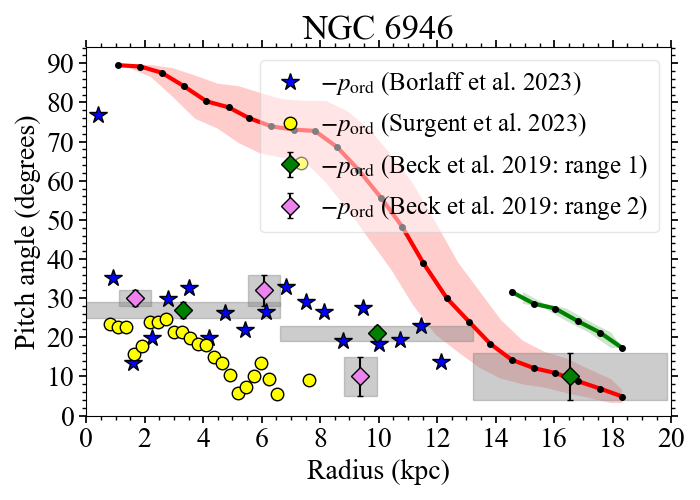 NGC 6946
−p_ord (Borlaff et al. 2023)
−p_ord (Surgent et al. 2023)
−p_ord (Beck et al. 2019: range 1)
−p_ord (Beck et al. 2019: range 2)
Pitch angle (degrees)
90
80
70
60
50
40
30
20
10
0
0 2 4 6 8 10 12 14 16 18 20
Radius (kpc)